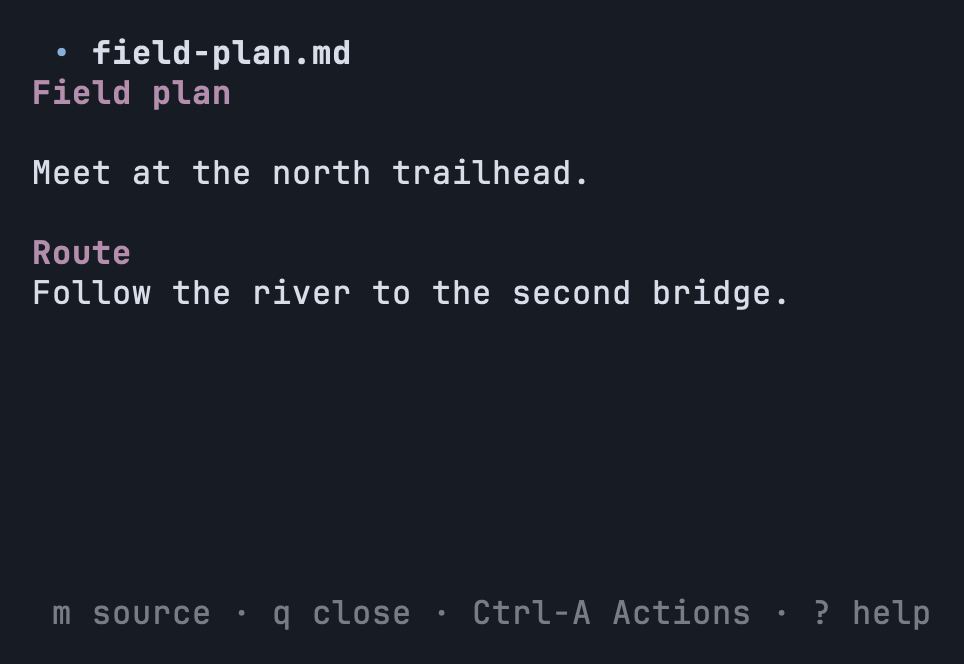 • field-plan.md
Field plan
Meet at the north trailhead.
Route
Follow the river to the second bridge.
m source · q close · Ctrl-A Actions · ? help